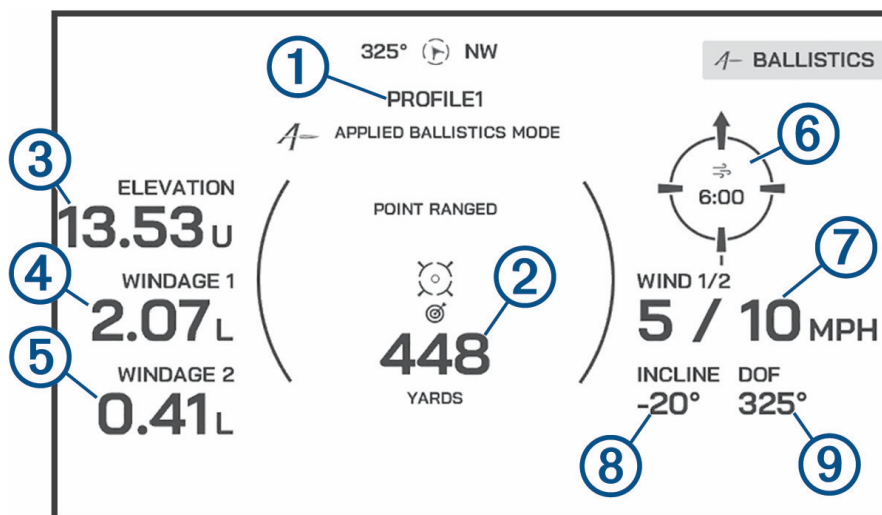 325° NW
A- BALLISTICS
1
PROFILE1
A- APPLIED BALLISTICS MODE
3
ELEVATION
13.53 U
4
WINDAGE 1
2.07 L
5
WINDAGE 2
0.41 L
POINT RANGED
2
448
YARDS
6
6:00
7
WIND 1/2
5 / 10 MPH
INCLINE DOF
-20° 325°
8 9